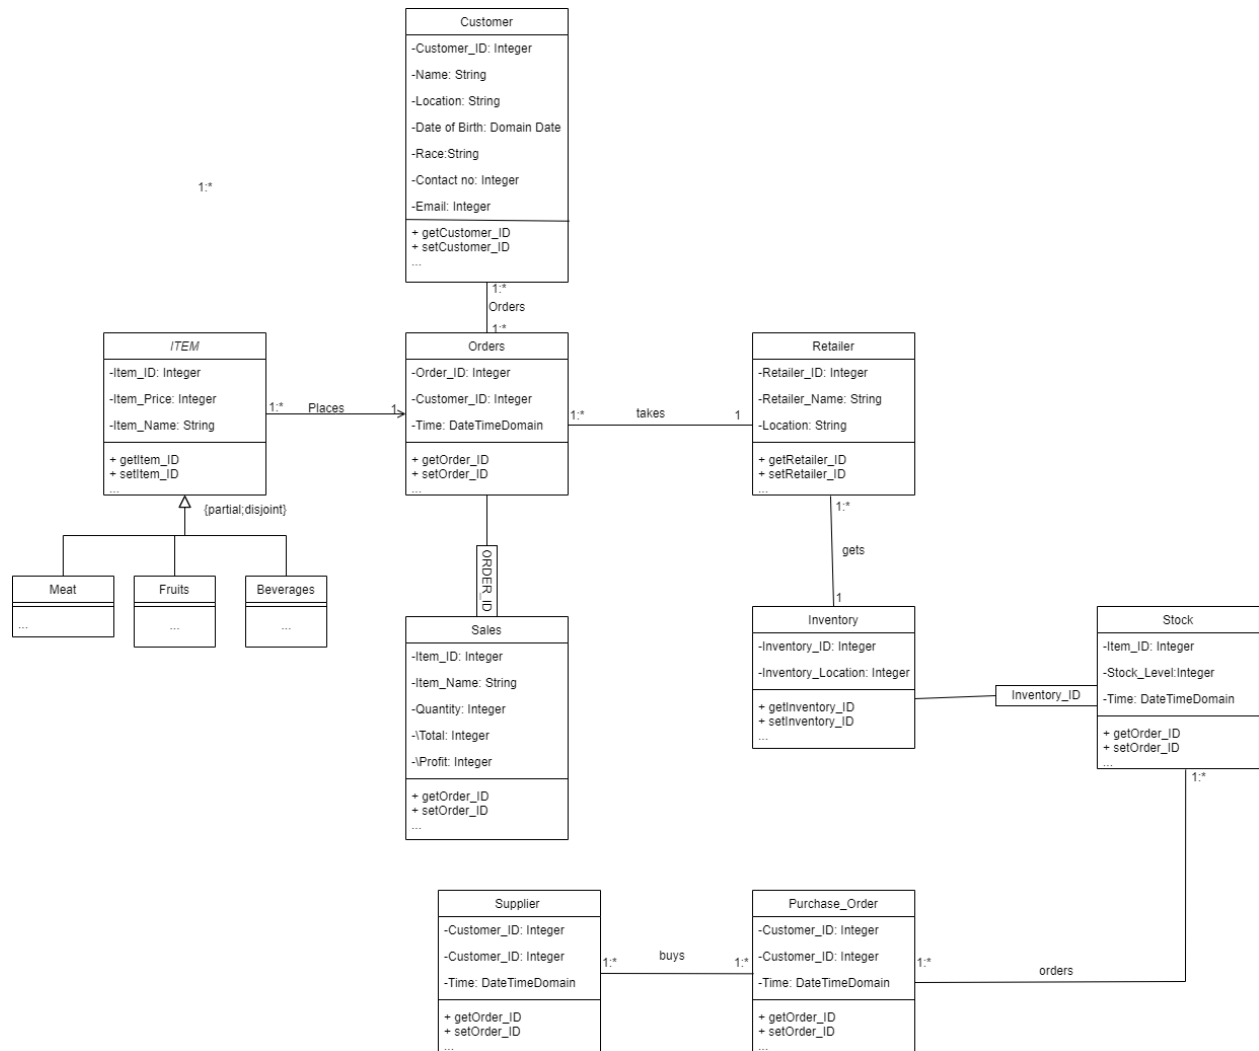 Customer
-Customer_ID: Integer
-Name: String
-Location: String
-Date of Birth: Domain Date
-Race:String
-Contact no: Integer
-Email: Integer
+ getCustomer_ID
+ setCustomer_ID
...
1:*
1:*
Orders
1:*
ITEM
-Item_ID: Integer
-Item_Price: Integer
-Item_Name: String
+ getItem_ID
+ setItem_ID
...
1:*
Places
1
Orders
-Order_ID: Integer
-Customer_ID: Integer
-Time: DateTimeDomain
+ getOrder_ID
+ setOrder_ID
...
1:*
takes
1
Retailer
-Retailer_ID: Integer
-Retailer_Name: String
-Location: String
+ getRetailer_ID
+ setRetailer_ID
...
{partial;disjoint}
Meat
...
Fruits
...
Beverages
...
ORDER_ID
1:*
gets
1
Sales
-Item_ID: Integer
-Item_Name: String
-Quantity: Integer
-\Total: Integer
-\Profit: Integer
+ getOrder_ID
+ setOrder_ID
...
Inventory
-Inventory_ID: Integer
-Inventory_Location: Integer
+ getInventory_ID
+ setInventory_ID
...
Inventory_ID
Stock
-Item_ID: Integer
-Stock_Level:Integer
-Time: DateTimeDomain
+ getOrder_ID
+ setOrder_ID
...
1:*
Supplier
-Customer_ID: Integer
-Customer_ID: Integer
-Time: DateTimeDomain
+ getOrder_ID
+ setOrder_ID
...
1:*
buys
1:*
Purchase_Order
-Customer_ID: Integer
-Customer_ID: Integer
-Time: DateTimeDomain
+ getOrder_ID
+ setOrder_ID
...
1:*
orders